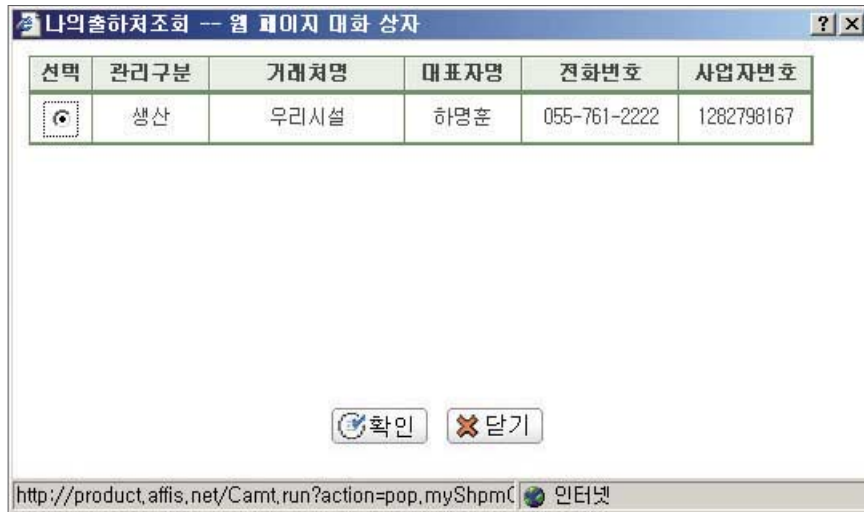 나의출하처조회 -- 웹 페이지 대화 상자
선택 관리구분 거래처명 대표자명 전화번호 사업자번호
생산 우리시설 하명훈 055-761-2222 1282798167
확인 닫기
http://product.affis.net/Camt.run?action=pop.myShpm 인터넷